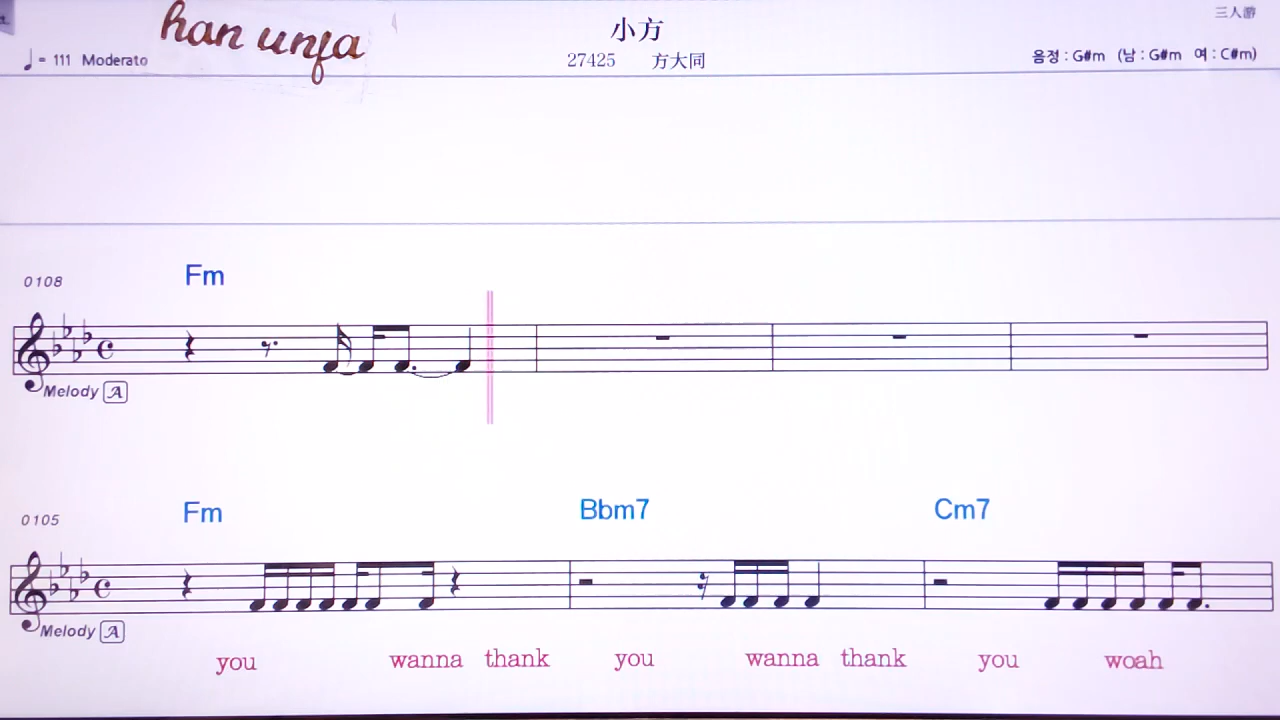 han unja
小方
三人游
♩= 111 Moderato
27425 方大同
음정 : G#m (남 : G#m 여 : C#m)
0108 Fm
Melody A
0105 Fm Bbm7 Cm7
Melody A
you wanna thank you wanna thank you woah